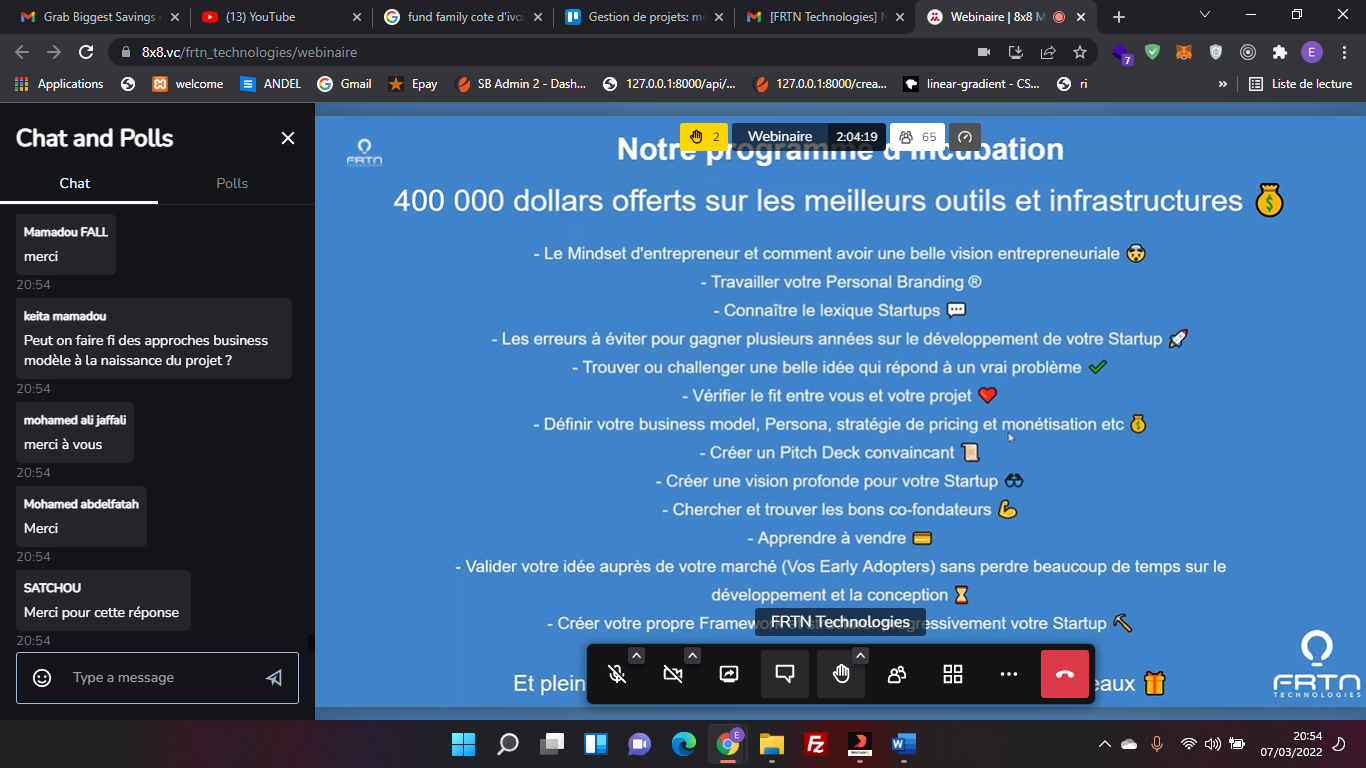 Grab Biggest Savings
(13) YouTube
fund family cote d'ivo
Gestion de projets: m
[FRTN Technologies]
Webinaire | 8x8 M
8x8.vc/frtn_technologies/webinaire
7
E
Applications
welcome
ANDEL
Gmail
Epay
SB Admin 2 - Dash...
127.0.0.1:8000/api/...
127.0.0.1:8000/crea...
linear-gradient - CS...
ri
»
Liste de lecture
Chat and Polls
Chat
Polls
Mamadou FALL
merci
20:54
keita mamadou
Peut on faire fi des approches business
modèle à la naissance du projet ?
20:54
mohamed ali jaffali
merci à vous
20:54
Mohamed abdelfatah
Merci
20:54
SATCHOU
Merci pour cette réponse
20:54
Type a message
2
Webinaire
2:04:19
65
FRTN
Notre programme d'incubation
400 000 dollars offerts sur les meilleurs outils et infrastructures
- Le Mindset d'entrepreneur et comment avoir une belle vision entrepreneuriale
- Travailler votre Personal Branding ®
- Connaître le lexique Startups
- Les erreurs à éviter pour gagner plusieurs années sur le développement de votre Startup
- Trouver ou challenger une belle idée qui répond à un vrai problème
- Vérifier le fit entre vous et votre projet
- Définir votre business model, Persona, stratégie de pricing et monétisation etc
- Créer un Pitch Deck convaincant
- Créer une vision profonde pour votre Startup
- Chercher et trouver les bons co-fondateurs
- Apprendre à vendre
- Valider votre idée auprès de votre marché (Vos Early Adopters) sans perdre beaucoup de temps sur le
développement et la conception
- Créer votre propre Framewo
progressivement votre Startup
FRTN Technologies
Et plein
eaux
FRTN
TECHNOLOGIES
E
20:54
07/03/2022